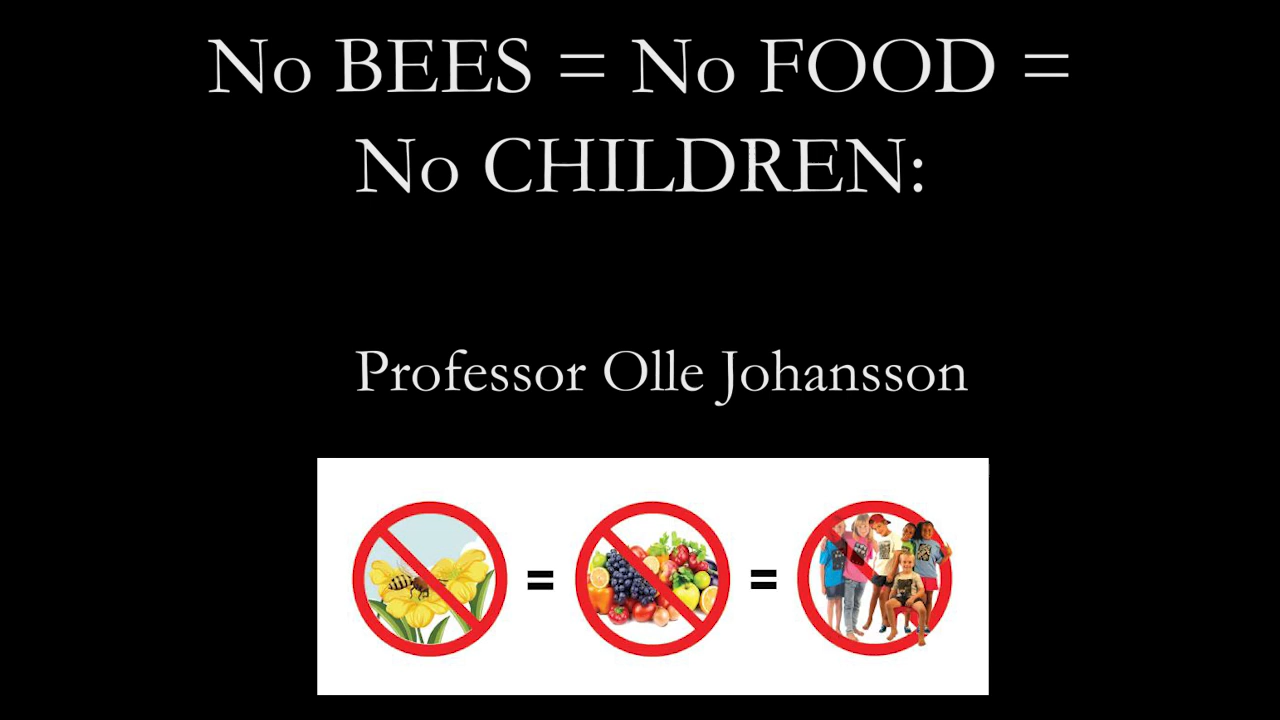 No BEES = No FOOD =
No CHILDREN:
Professor Olle Johansson
= =